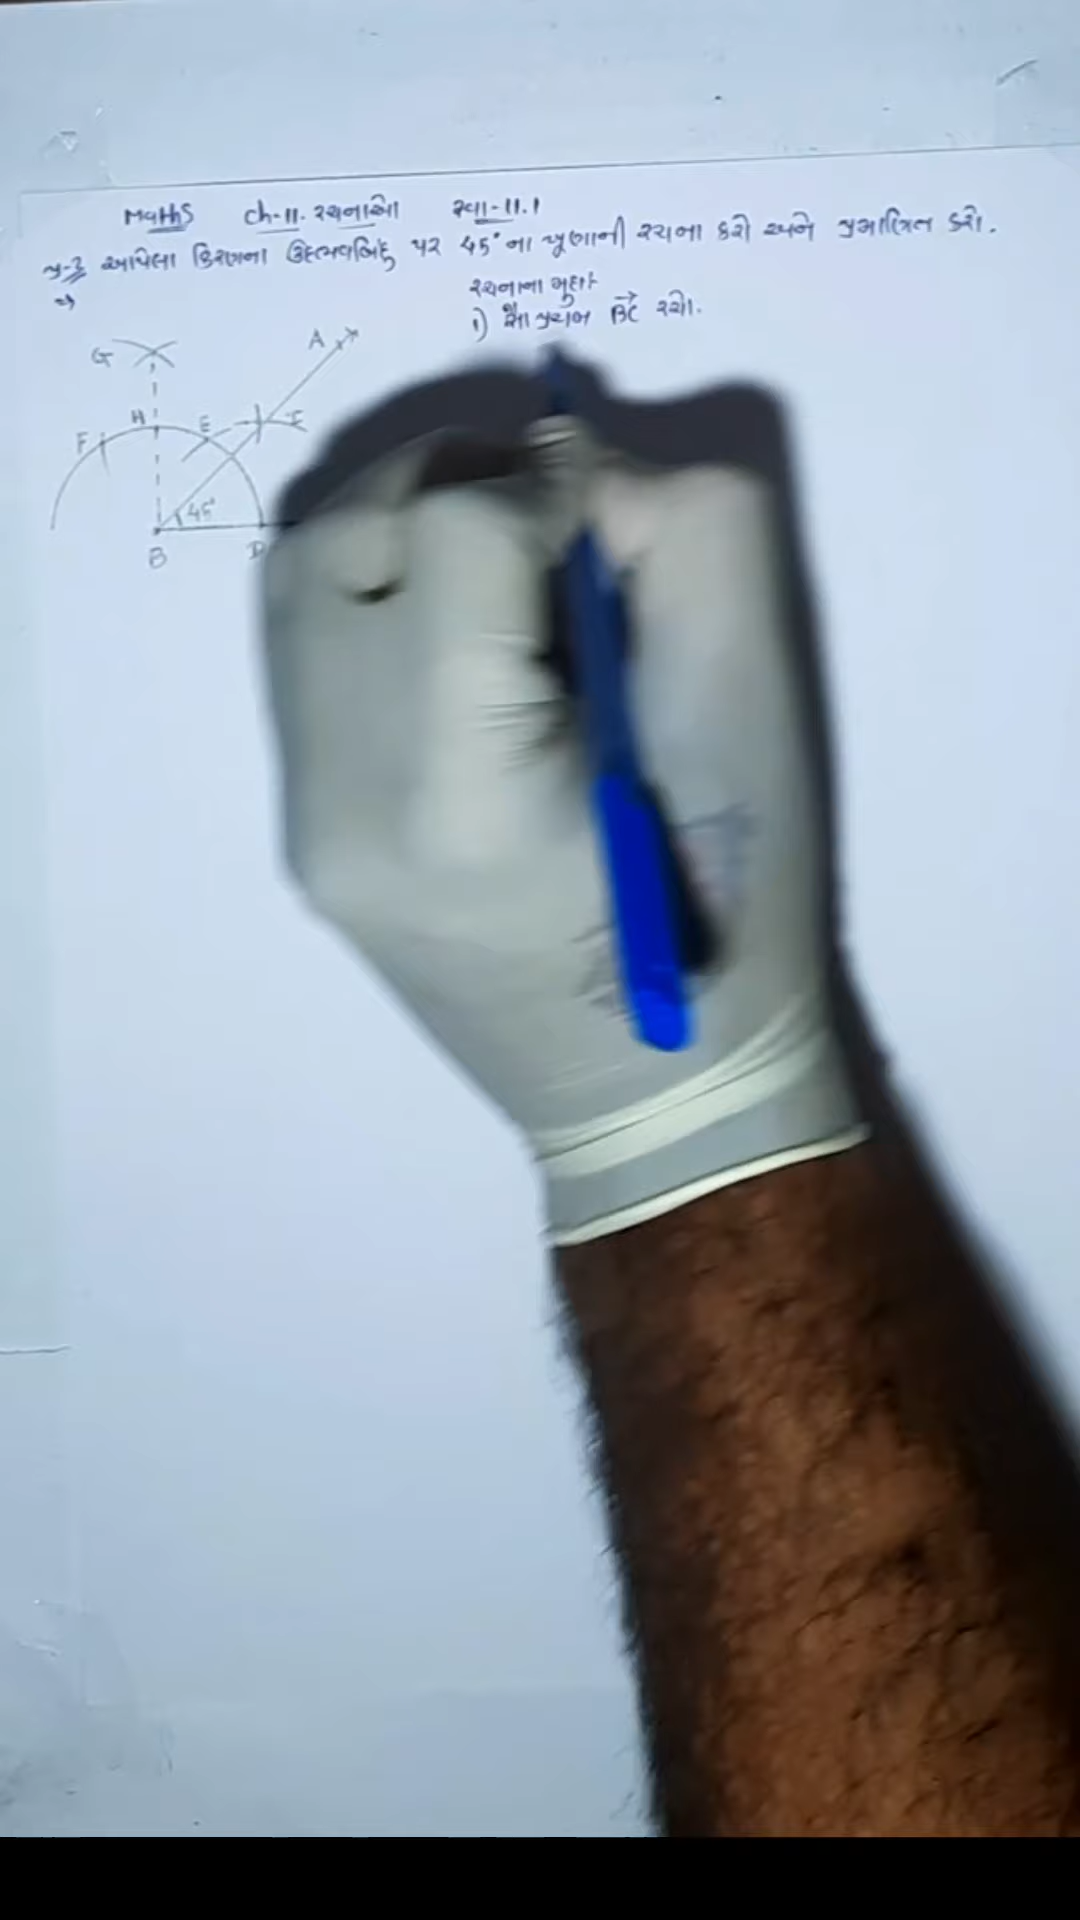 Maths ch-11. રચનાઓ સ્વા-11.1
પ્ર-2 આપેલા કિરણના ઉદ્ભવબિંદુ પર 45° ના ખૂણાની રચના કરો અને પ્રમાણિત કરો.
⇒
રચનાના મુદ્દા
1) સૌ પ્રથમ BC રચો.
A
G
H
E
I
F
45°
B
D